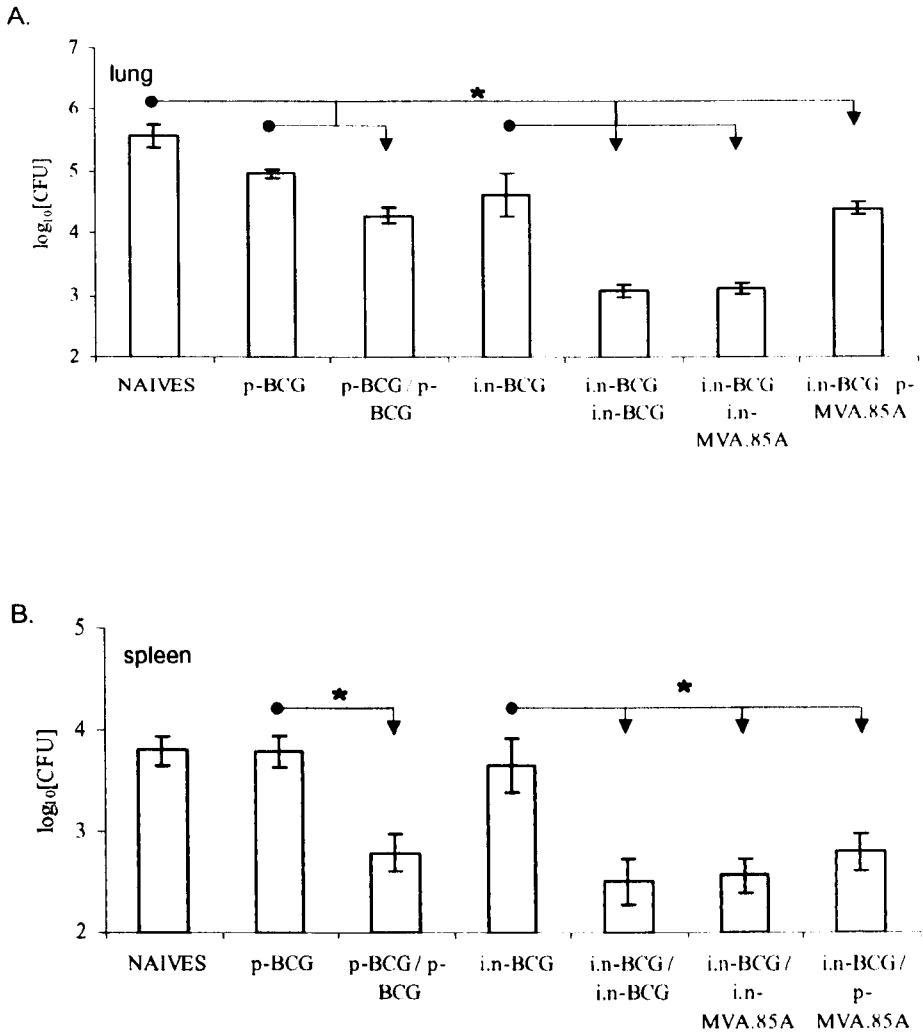 A.
7
lung
*
6
5
4
3
2
log₁₀[CFU]
NAIVES p-BCG p-BCG / p- i.n-BCG i.n-BCG i.n-BCG i.n-BCG p-
BCG i.n-BCG i.n- MVA.85A
MVA.85A
B.
5
spleen
* *
4
3
2
log₁₀[CFU]
NAIVES p-BCG p-BCG / p- i.n-BCG i.n-BCG / i.n-BCG / i.n-BCG /
BCG i.n-BCG i.n- p-
MVA.85A MVA.85A